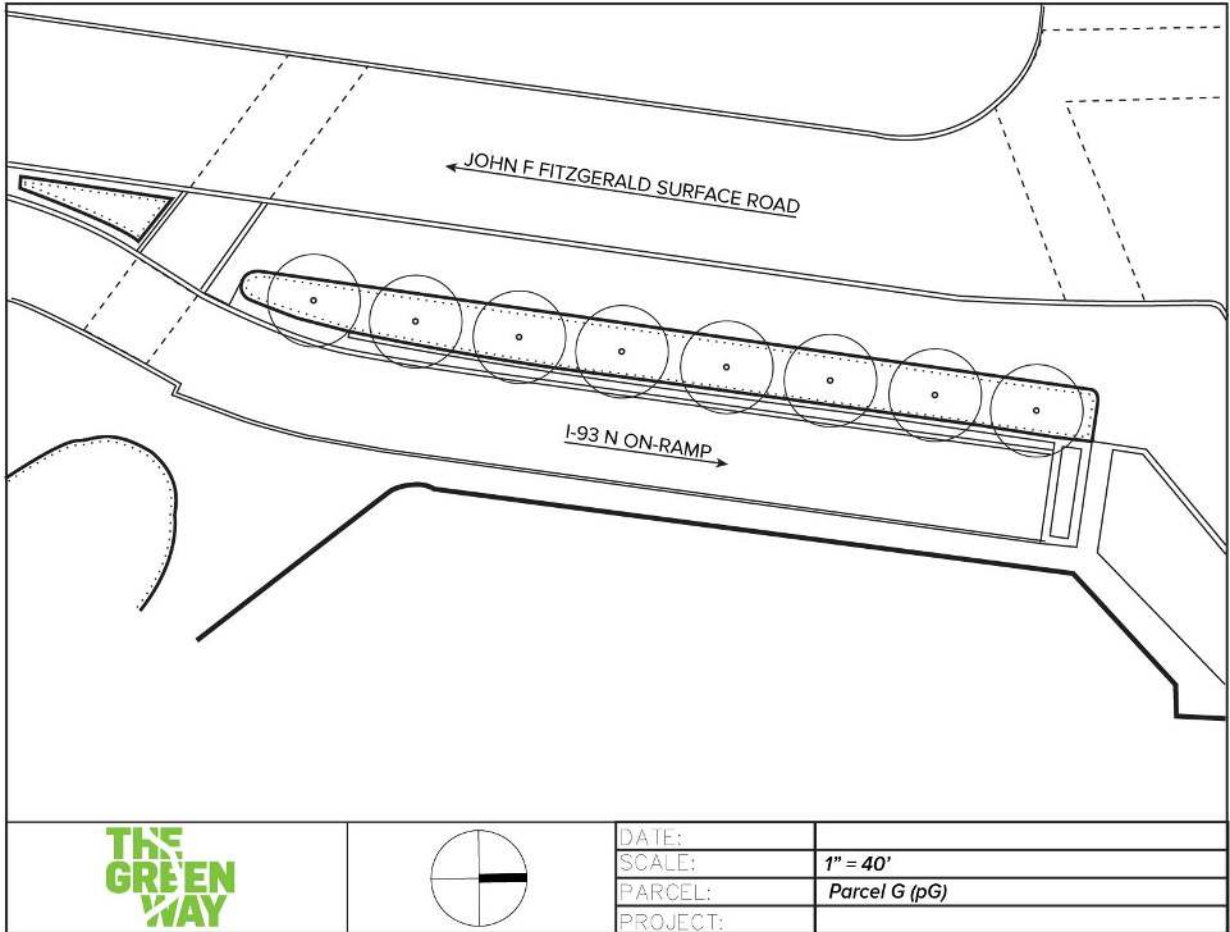 JOHN F FITZGERALD SURFACE ROAD
I-93 N ON-RAMP
THE
GREEN
WAY
DATE:
SCALE: 1” = 40’
PARCEL: Parcel G (pG)
PROJECT: